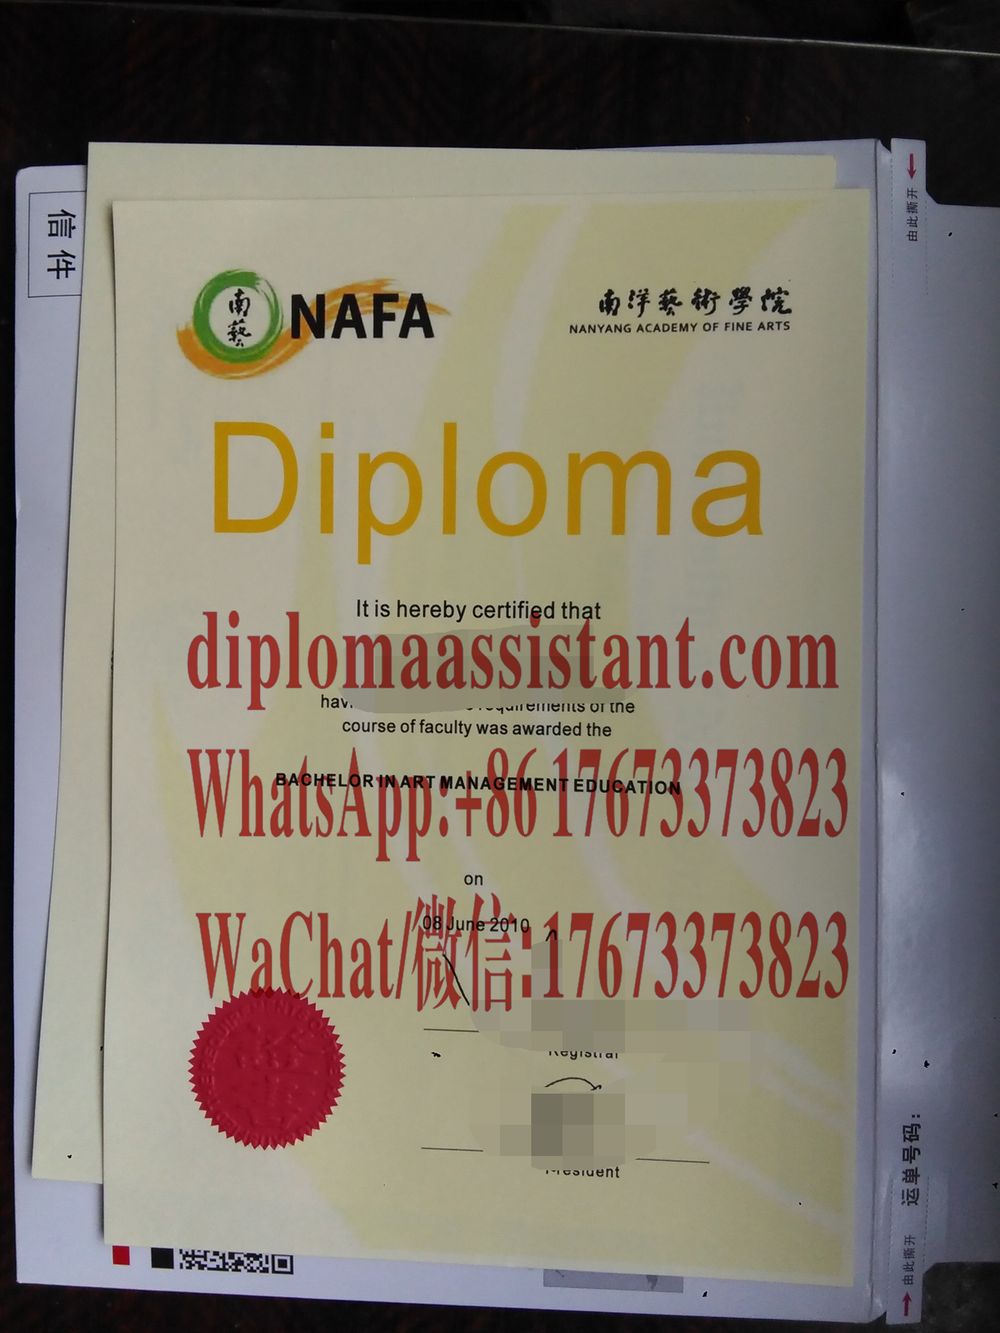 信件
由此撕开
南藝
NAFA
南洋藝術學院
NANYANG ACADEMY OF FINE ARTS
Diploma
It is hereby certified that
diplomaassistant.com
requirements of the
course of faculty was awarded the
WhatsApp:+86 17673373823
BACHELOR IN ART MANAGEMENT EDUCATION
on
08 June 2010
WaChat/微信:17673373823
Registrar
President
运单号码:
由此撕开